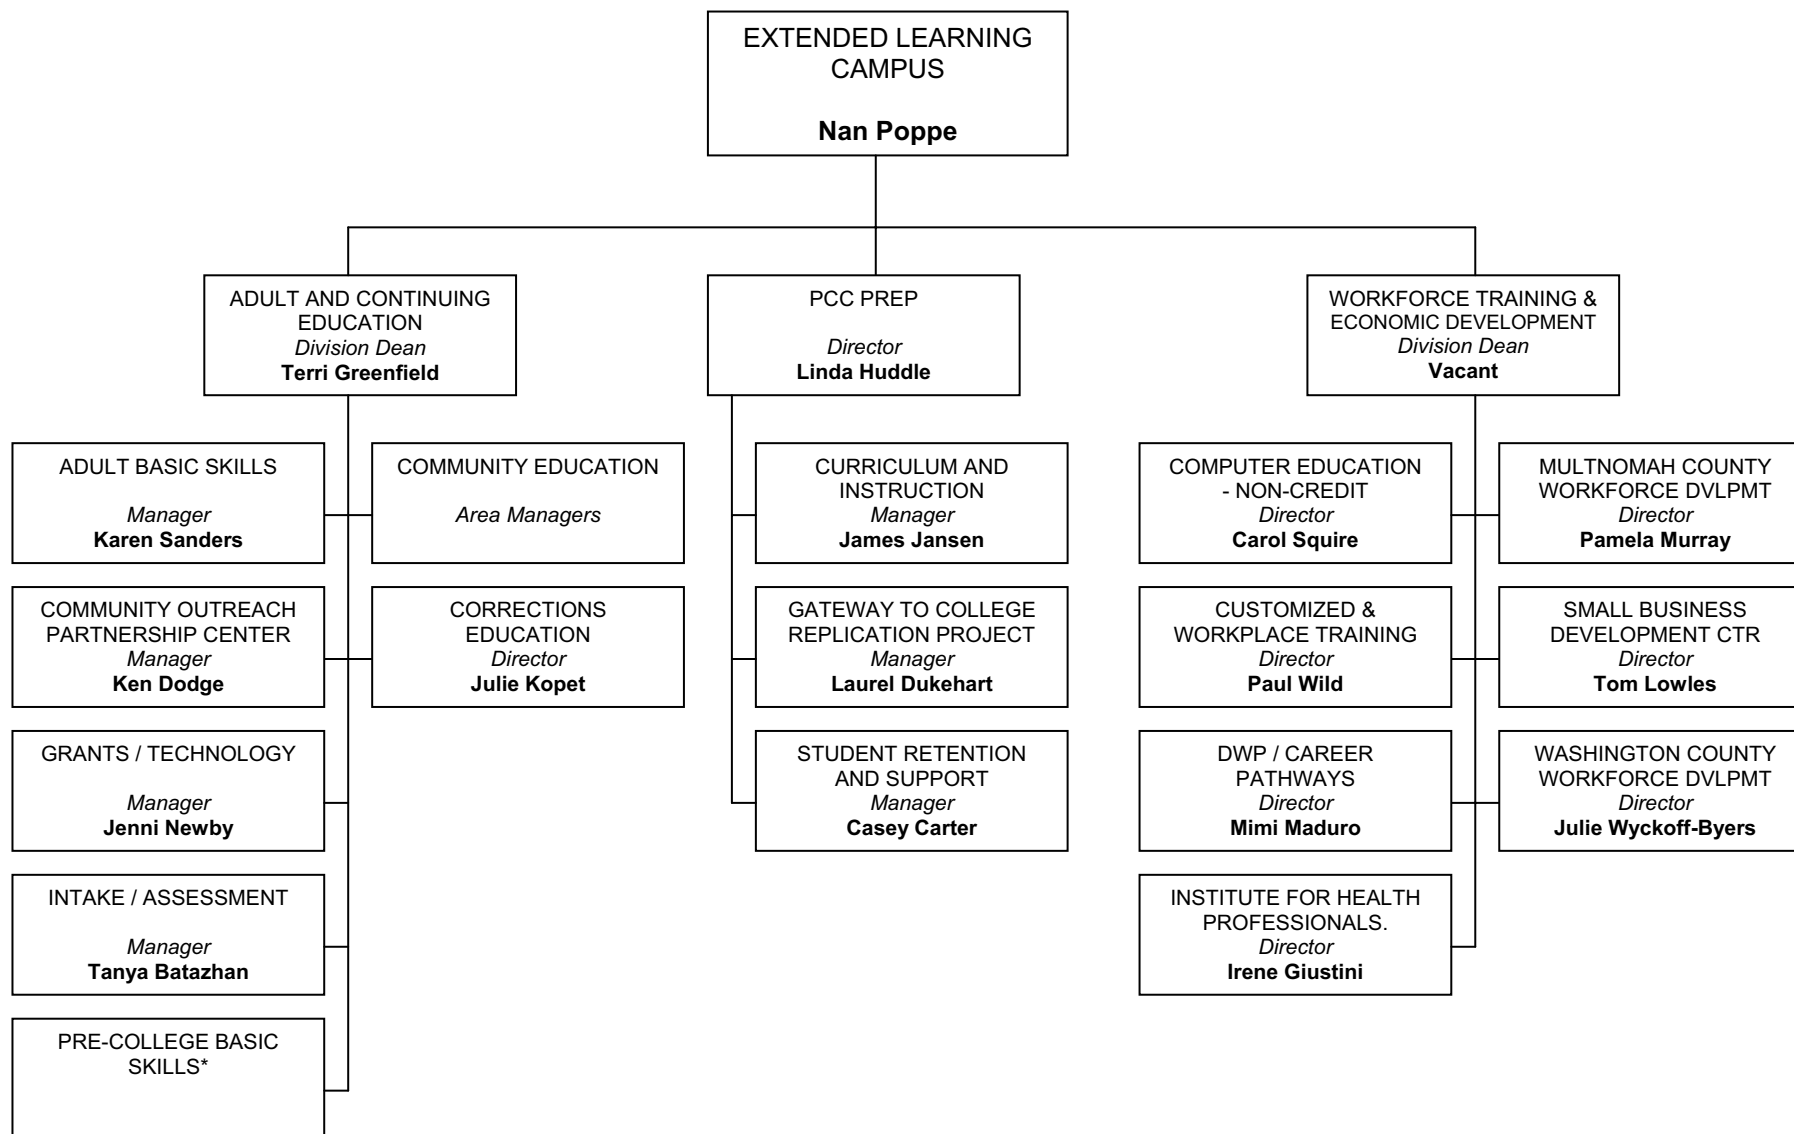 EXTENDED LEARNING
CAMPUS
Nan Poppe
ADULT AND CONTINUING
EDUCATION
Division Dean
Terri Greenfield
PCC PREP
Director
Linda Huddle
WORKFORCE TRAINING &
ECONOMIC DEVELOPMENT
Division Dean
Vacant
ADULT BASIC SKILLS
Manager
Karen Sanders
COMMUNITY EDUCATION
Area Managers
CURRICULUM AND
INSTRUCTION
Manager
James Jansen
COMPUTER EDUCATION
- NON-CREDIT
Director
Carol Squire
MULTNOMAH COUNTY
WORKFORCE DVLPMT
Director
Pamela Murray
COMMUNITY OUTREACH
PARTNERSHIP CENTER
Manager
Ken Dodge
CORRECTIONS
EDUCATION
Director
Julie Kopet
GATEWAY TO COLLEGE
REPLICATION PROJECT
Manager
Laurel Dukehart
CUSTOMIZED &
WORKPLACE TRAINING
Director
Paul Wild
SMALL BUSINESS
DEVELOPMENT CTR
Director
Tom Lowles
GRANTS / TECHNOLOGY
Manager
Jenni Newby
STUDENT RETENTION
AND SUPPORT
Manager
Casey Carter
DWP / CAREER
PATHWAYS
Director
Mimi Maduro
WASHINGTON COUNTY
WORKFORCE DVLPMT
Director
Julie Wyckoff-Byers
INTAKE / ASSESSMENT
Manager
Tanya Batazhan
INSTITUTE FOR HEALTH
PROFESSIONALS.
Director
Irene Giustini
PRE-COLLEGE BASIC
SKILLS*